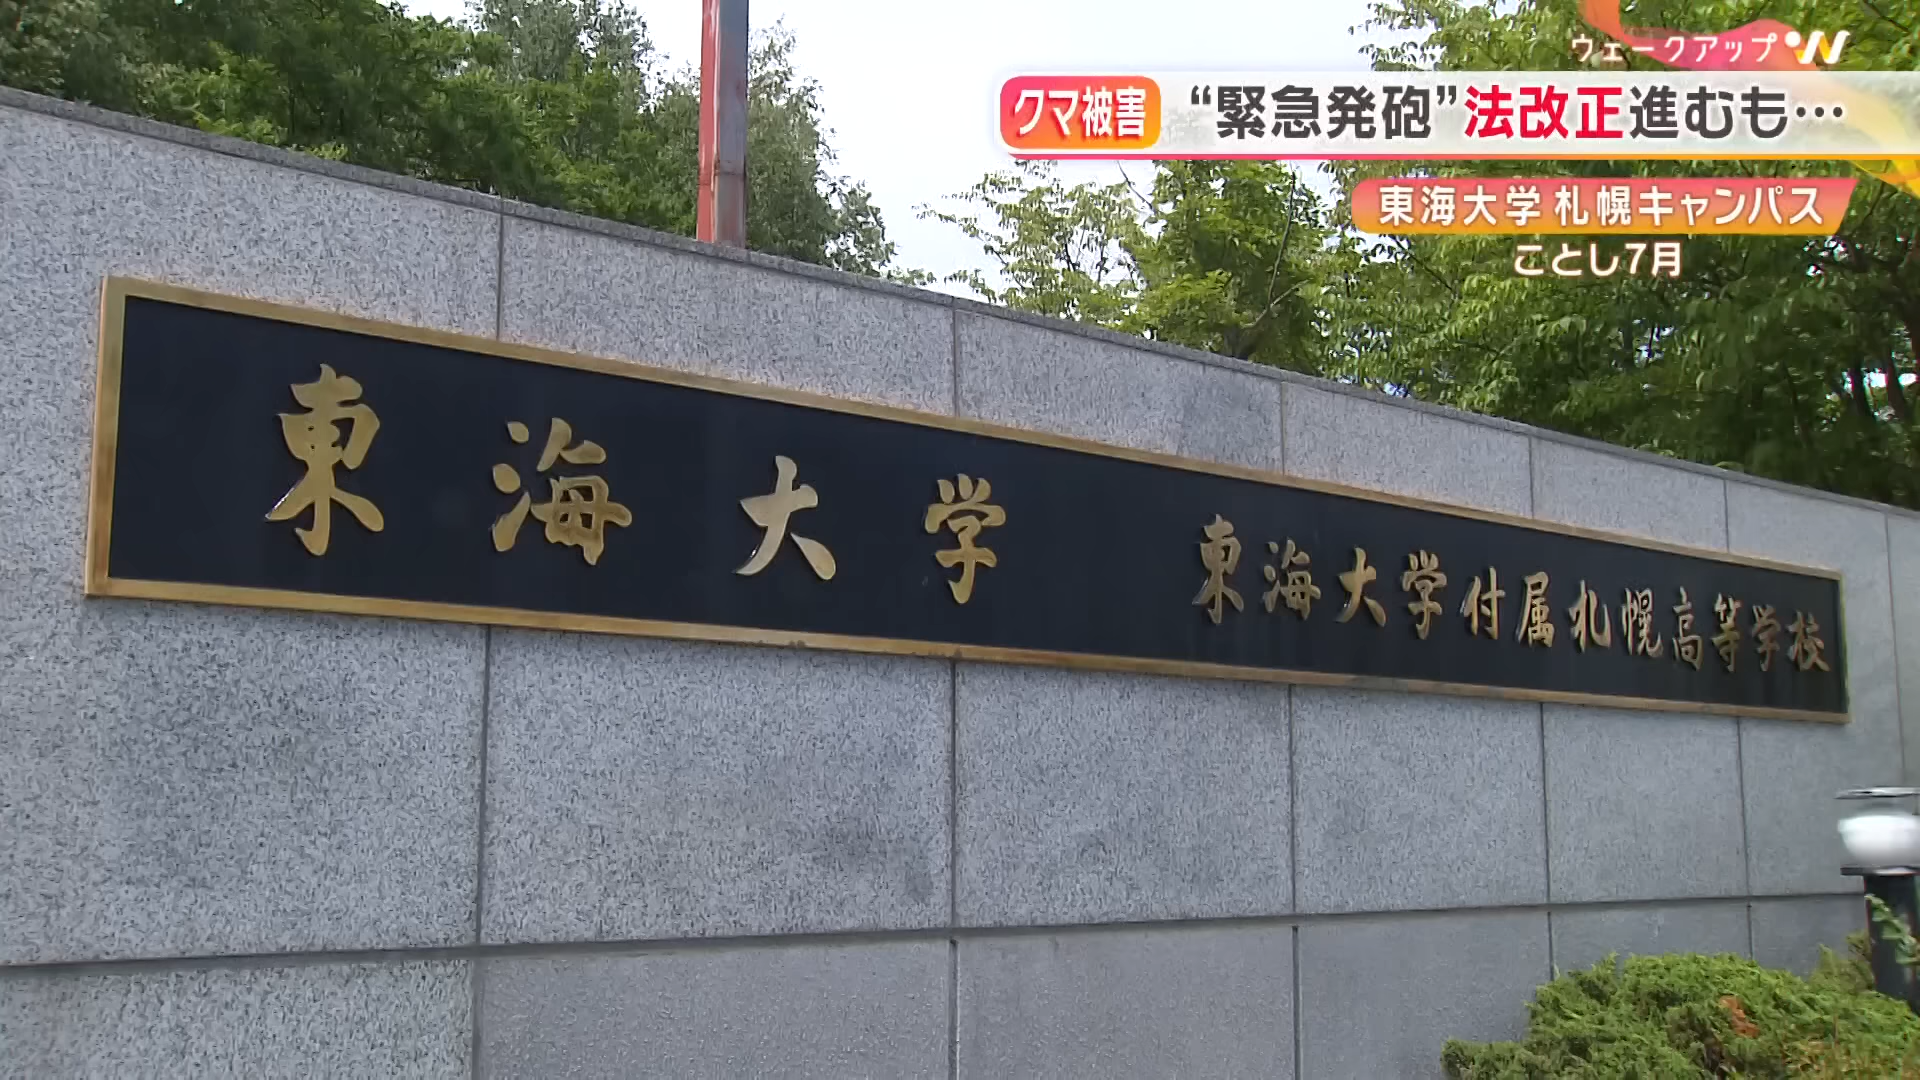 ウェークアップ W
クマ被害 “緊急発砲”法改正進むも…
東海大学 札幌キャンパス
ことし7月
東海大学 東海大学付属札幌高等学校